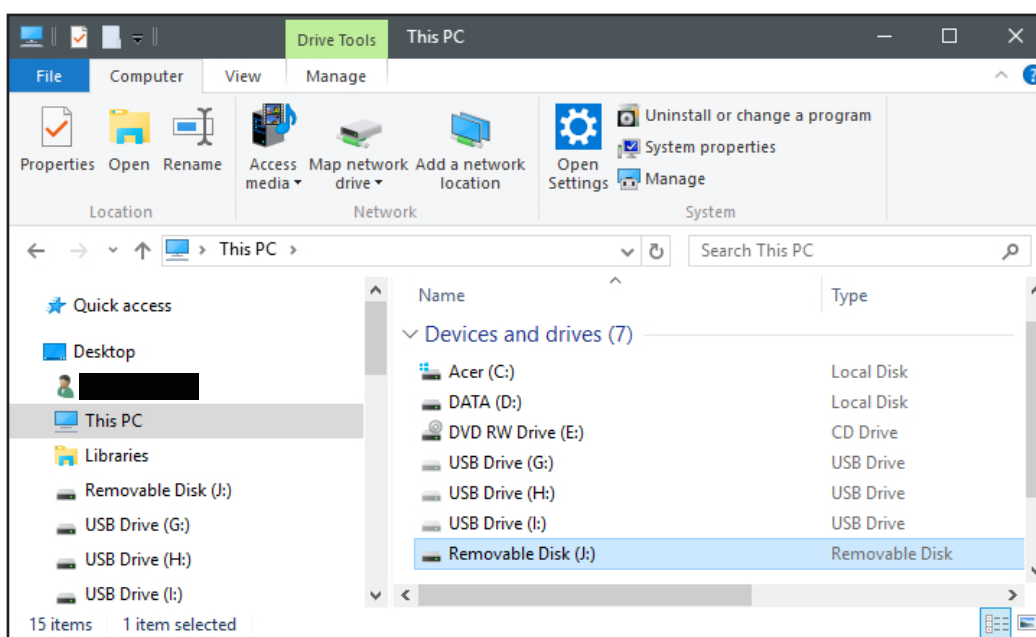 Drive Tools This PC
File Computer View Manage
Properties Open Rename
Location
Access media
Map network drive
Add a network location
Network
Open Settings
Uninstall or change a program
System properties
Manage
System
This PC
Search This PC
Quick access
Desktop
This PC
Libraries
Removable Disk (J:)
USB Drive (G:)
USB Drive (H:)
USB Drive (I:)
Name Type
Devices and drives (7)
Acer (C:) Local Disk
DATA (D:) Local Disk
DVD RW Drive (E:) CD Drive
USB Drive (G:) USB Drive
USB Drive (H:) USB Drive
USB Drive (I:) USB Drive
Removable Disk (J:) Removable Disk
15 items 1 item selected